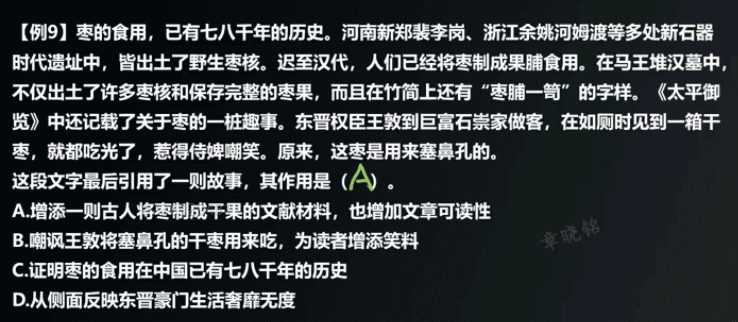 【例9】枣的食用，已有七八千年的历史。河南新郑裴李岗、浙江余姚河姆渡等多处新石器
时代遗址中，皆出土了野生枣核。迟至汉代，人们已经将枣制成果脯食用。在马王堆汉墓中，
不仅出土了许多枣核和保存完整的枣果，而且在竹简上还有“枣脯一笥”的字样。《太平御
览》中还记载了关于枣的一桩趣事。东晋权臣王敦到巨富石崇家做客，在如厕时见到一箱干
枣，就都吃光了，惹得侍婢嘲笑。原来，这枣是用来塞鼻孔的。
这段文字最后引用了一则故事，其作用是（A）。
A.增添一则古人将枣制成干果的文献材料，也增加文章可读性
B.嘲讽王敦将塞鼻孔的干枣用来吃，为读者增添笑料
C.证明枣的食用在中国已有七八千年的历史
D.从侧面反映东晋豪门生活奢靡无度
章晓铭